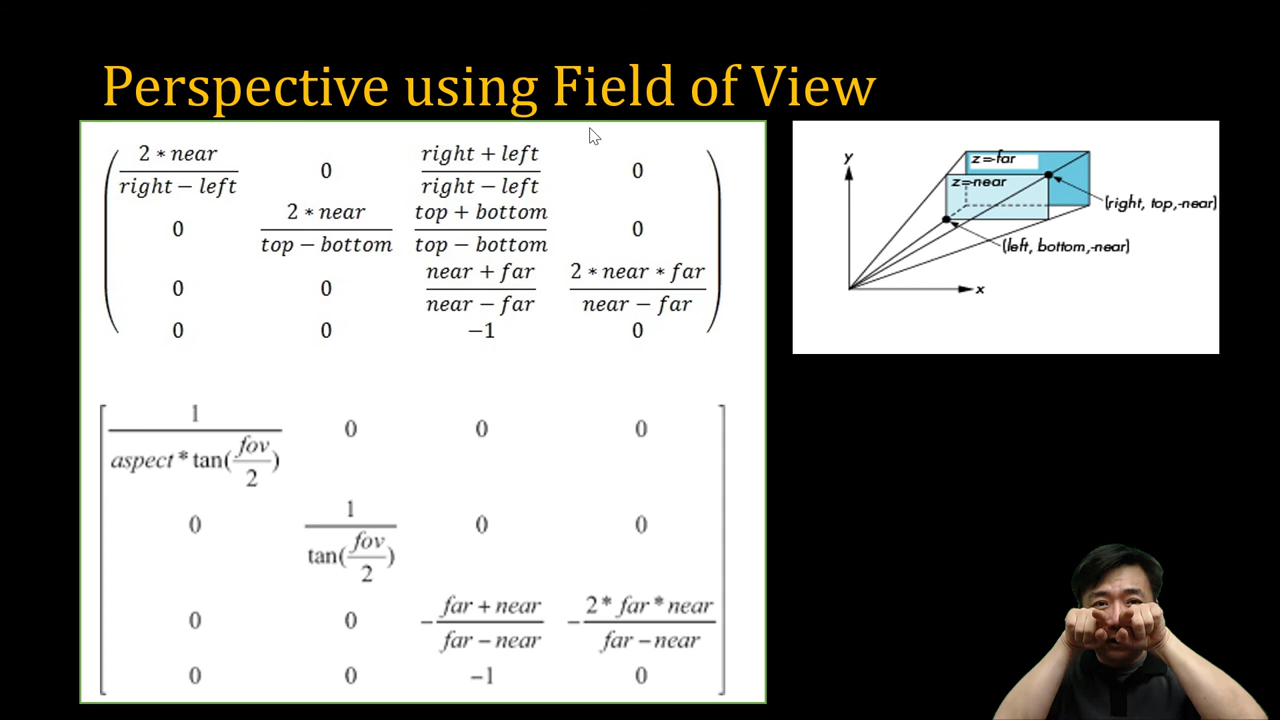 Perspective using Field of View
2 * near / right − left 0 right + left / right − left 0
0 2 * near / top − bottom top + bottom / top − bottom 0
0 0 near + far / near − far 2 * near * far / near − far
0 0 −1 0
1 / aspect * tan(fov / 2) 0 0 0
0 1 / tan(fov / 2) 0 0
0 0 − far + near / far − near − 2 * far * near / far − near
0 0 −1 0
y
z=-far
z=-near
(right, top,-near)
(left, bottom,-near)
x